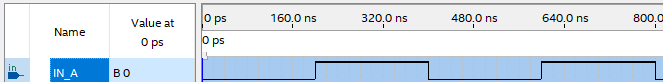 Name
Value at
0 ps
0 ps
160.0 ns
320.0 ns
480.0 ns
640.0 ns
800.0
0 ps
in
IN_A
B 0